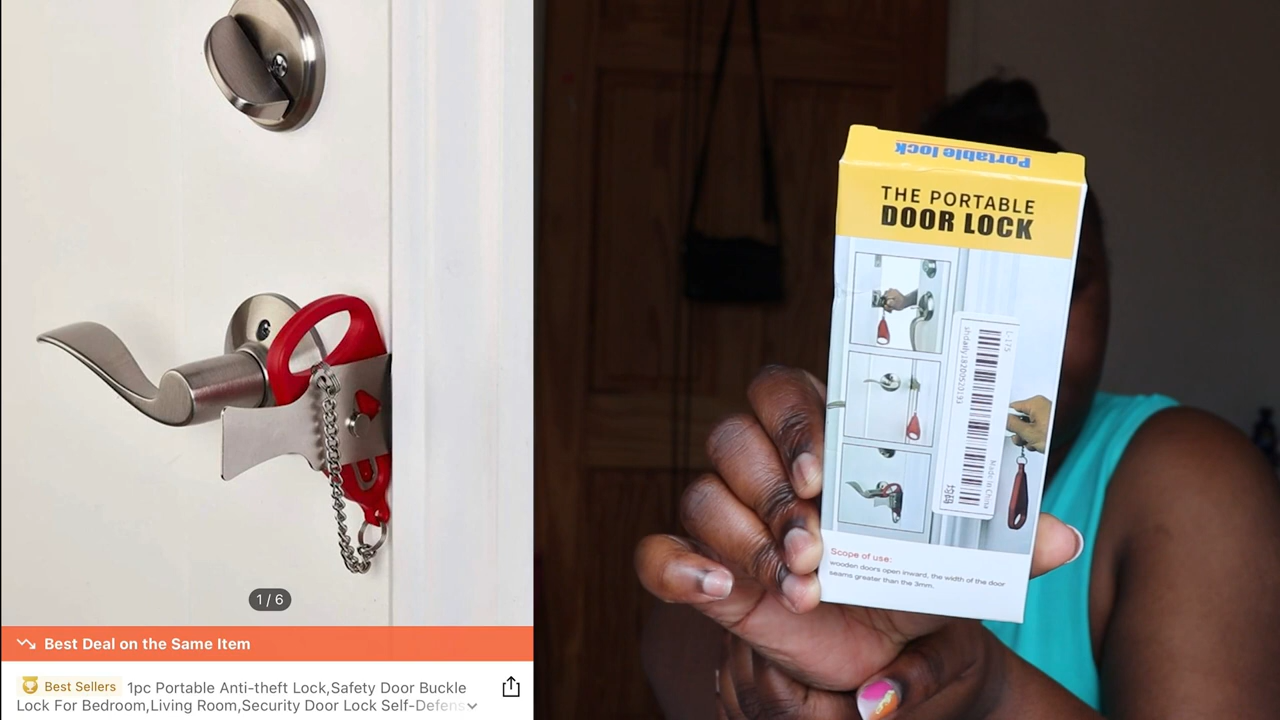 1 / 6
Best Deal on the Same Item
Best Sellers 1pc Portable Anti-theft Lock,Safety Door Buckle
Lock For Bedroom,Living Room,Security Door Lock Self-Defens
Portable lock
THE PORTABLE
DOOR LOCK
L-175
Made in China
Scope of use:
wooden doors open inward, the width of the door
seams greater than the 3mm.